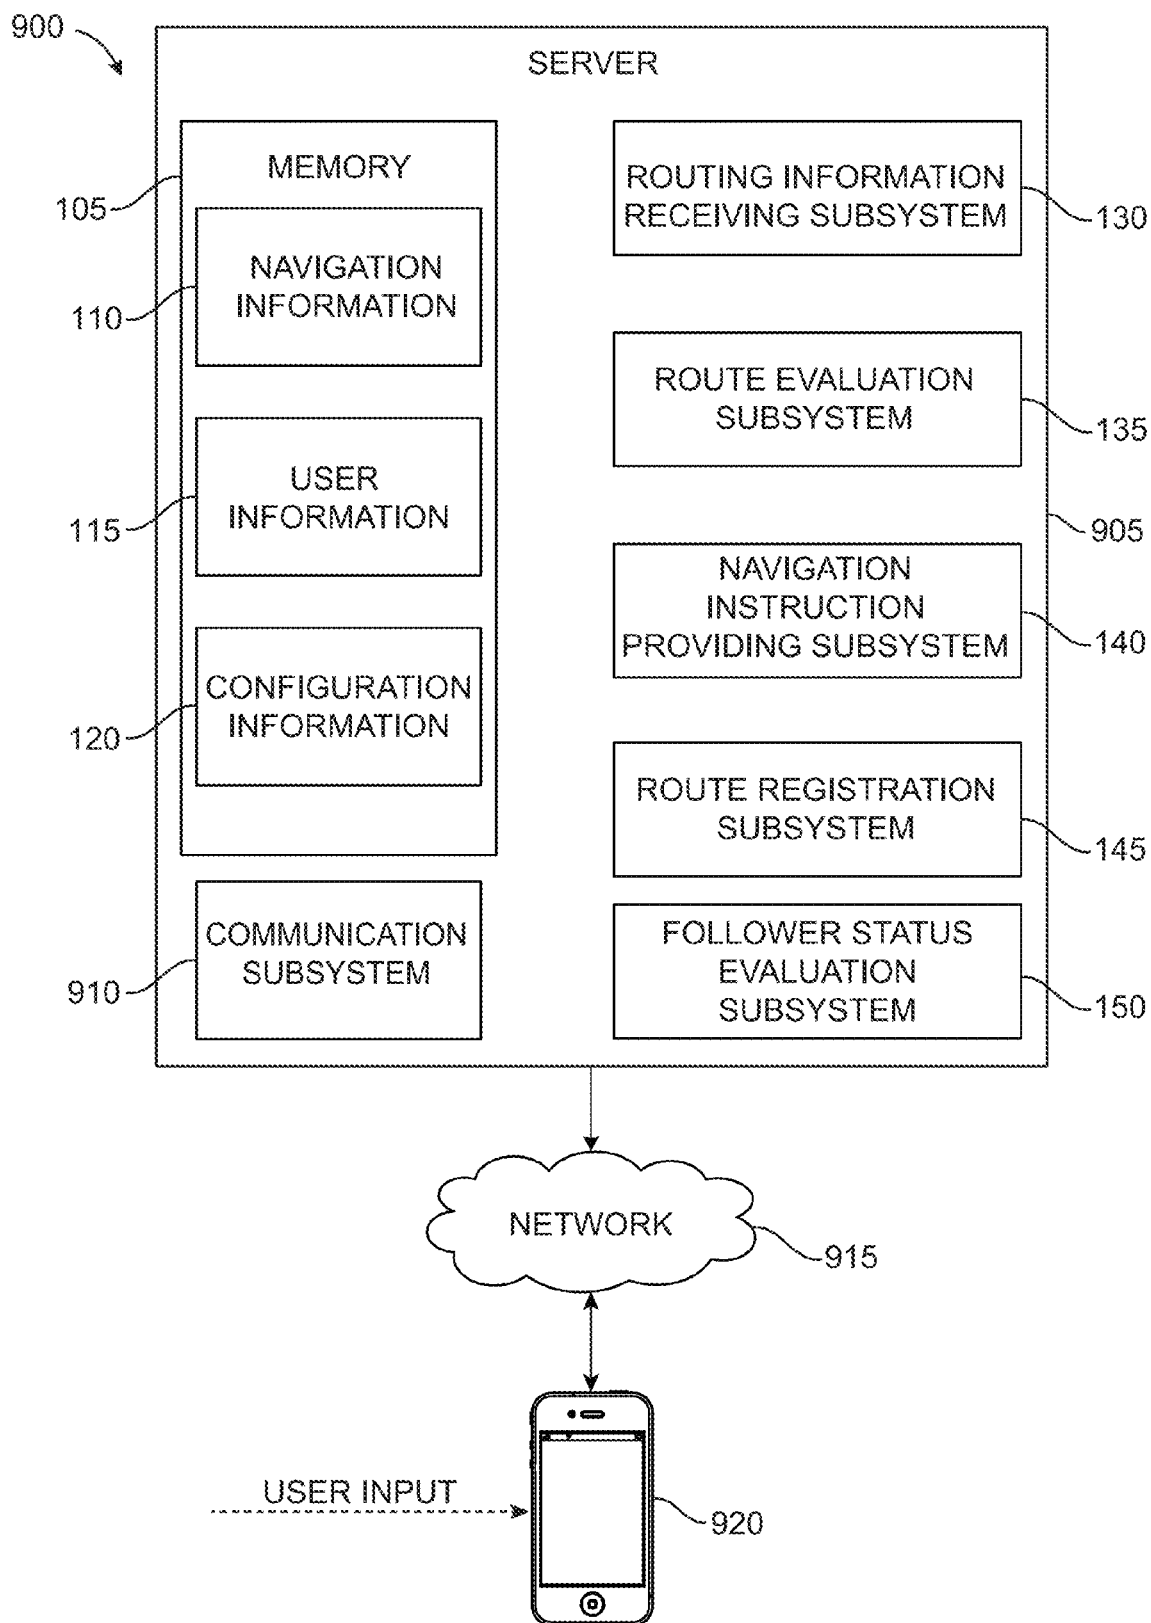 900
SERVER
MEMORY
105
NAVIGATION
INFORMATION
110
USER
INFORMATION
115
CONFIGURATION
INFORMATION
120
COMMUNICATION
SUBSYSTEM
910
ROUTING INFORMATION
RECEIVING SUBSYSTEM
130
ROUTE EVALUATION
SUBSYSTEM
135
905
NAVIGATION
INSTRUCTION
PROVIDING SUBSYSTEM
140
ROUTE REGISTRATION
SUBSYSTEM
145
FOLLOWER STATUS
EVALUATION
SUBSYSTEM
150
NETWORK
915
USER INPUT
920